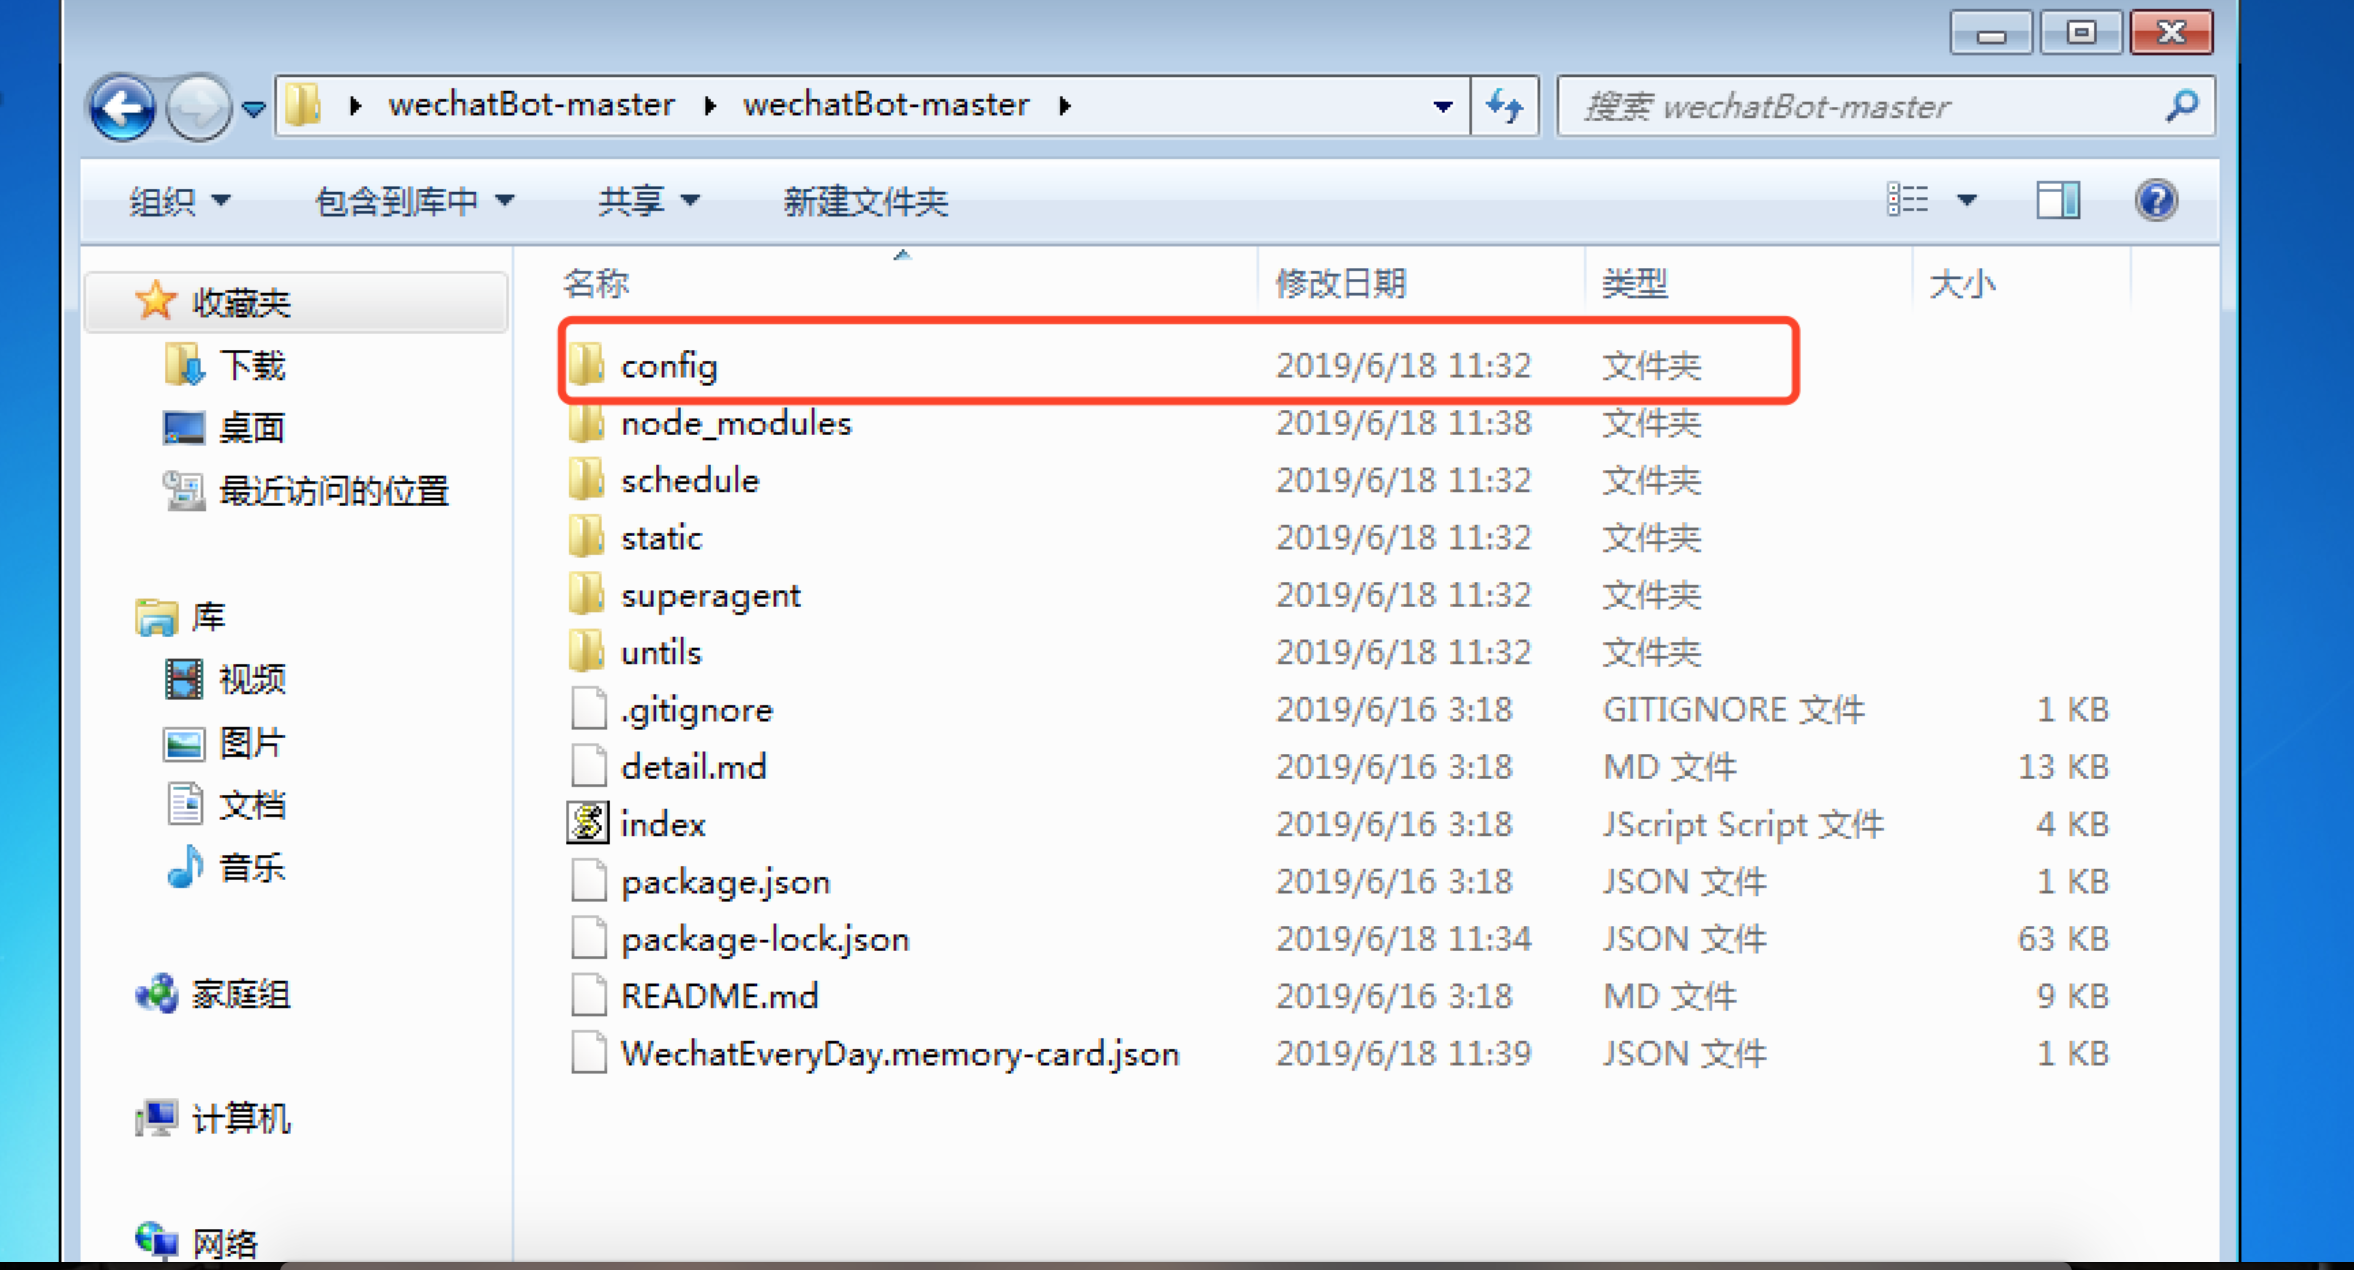 wechatBot-master wechatBot-master 搜索 wechatBot-master
组织 包含到库中 共享 新建文件夹
收藏夹
下载
桌面
最近访问的位置
库
视频
图片
文档
音乐
家庭组
计算机
网络
名称 修改日期 类型 大小
config 2019/6/18 11:32 文件夹
node_modules 2019/6/18 11:38 文件夹
schedule 2019/6/18 11:32 文件夹
static 2019/6/18 11:32 文件夹
superagent 2019/6/18 11:32 文件夹
untils 2019/6/18 11:32 文件夹
.gitignore 2019/6/16 3:18 GITIGNORE 文件 1 KB
detail.md 2019/6/16 3:18 MD 文件 13 KB
index 2019/6/16 3:18 JScript Script 文件 4 KB
package.json 2019/6/16 3:18 JSON 文件 1 KB
package-lock.json 2019/6/18 11:34 JSON 文件 63 KB
README.md 2019/6/16 3:18 MD 文件 9 KB
WechatEveryDay.memory-card.json 2019/6/18 11:39 JSON 文件 1 KB